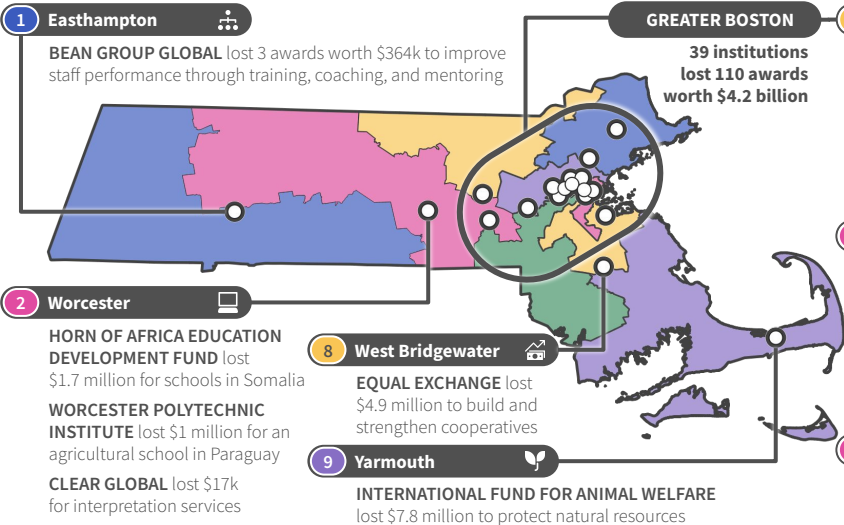 1 Easthampton
BEAN GROUP GLOBAL lost 3 awards worth $364k to improve
staff performance through training, coaching, and mentoring
GREATER BOSTON
39 institutions
lost 110 awards
worth $4.2 billion
2 Worcester
HORN OF AFRICA EDUCATION
DEVELOPMENT FUND lost
$1.7 million for schools in Somalia
WORCESTER POLYTECHNIC
INSTITUTE lost $1 million for an
agricultural school in Paraguay
CLEAR GLOBAL lost $17k
for interpretation services
8 West Bridgewater
EQUAL EXCHANGE lost
$4.9 million to build and
strengthen cooperatives
9 Yarmouth
INTERNATIONAL FUND FOR ANIMAL WELFARE
lost $7.8 million to protect natural resources